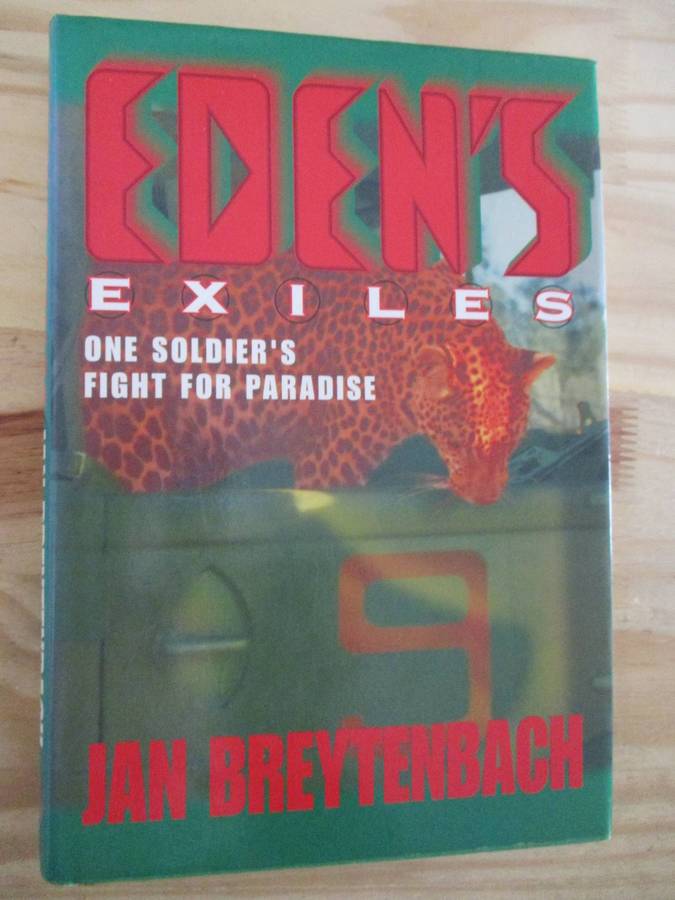 EDEN'S
EXILES
ONE SOLDIER'S
FIGHT FOR PARADISE
9
JAN BREYTENBACH